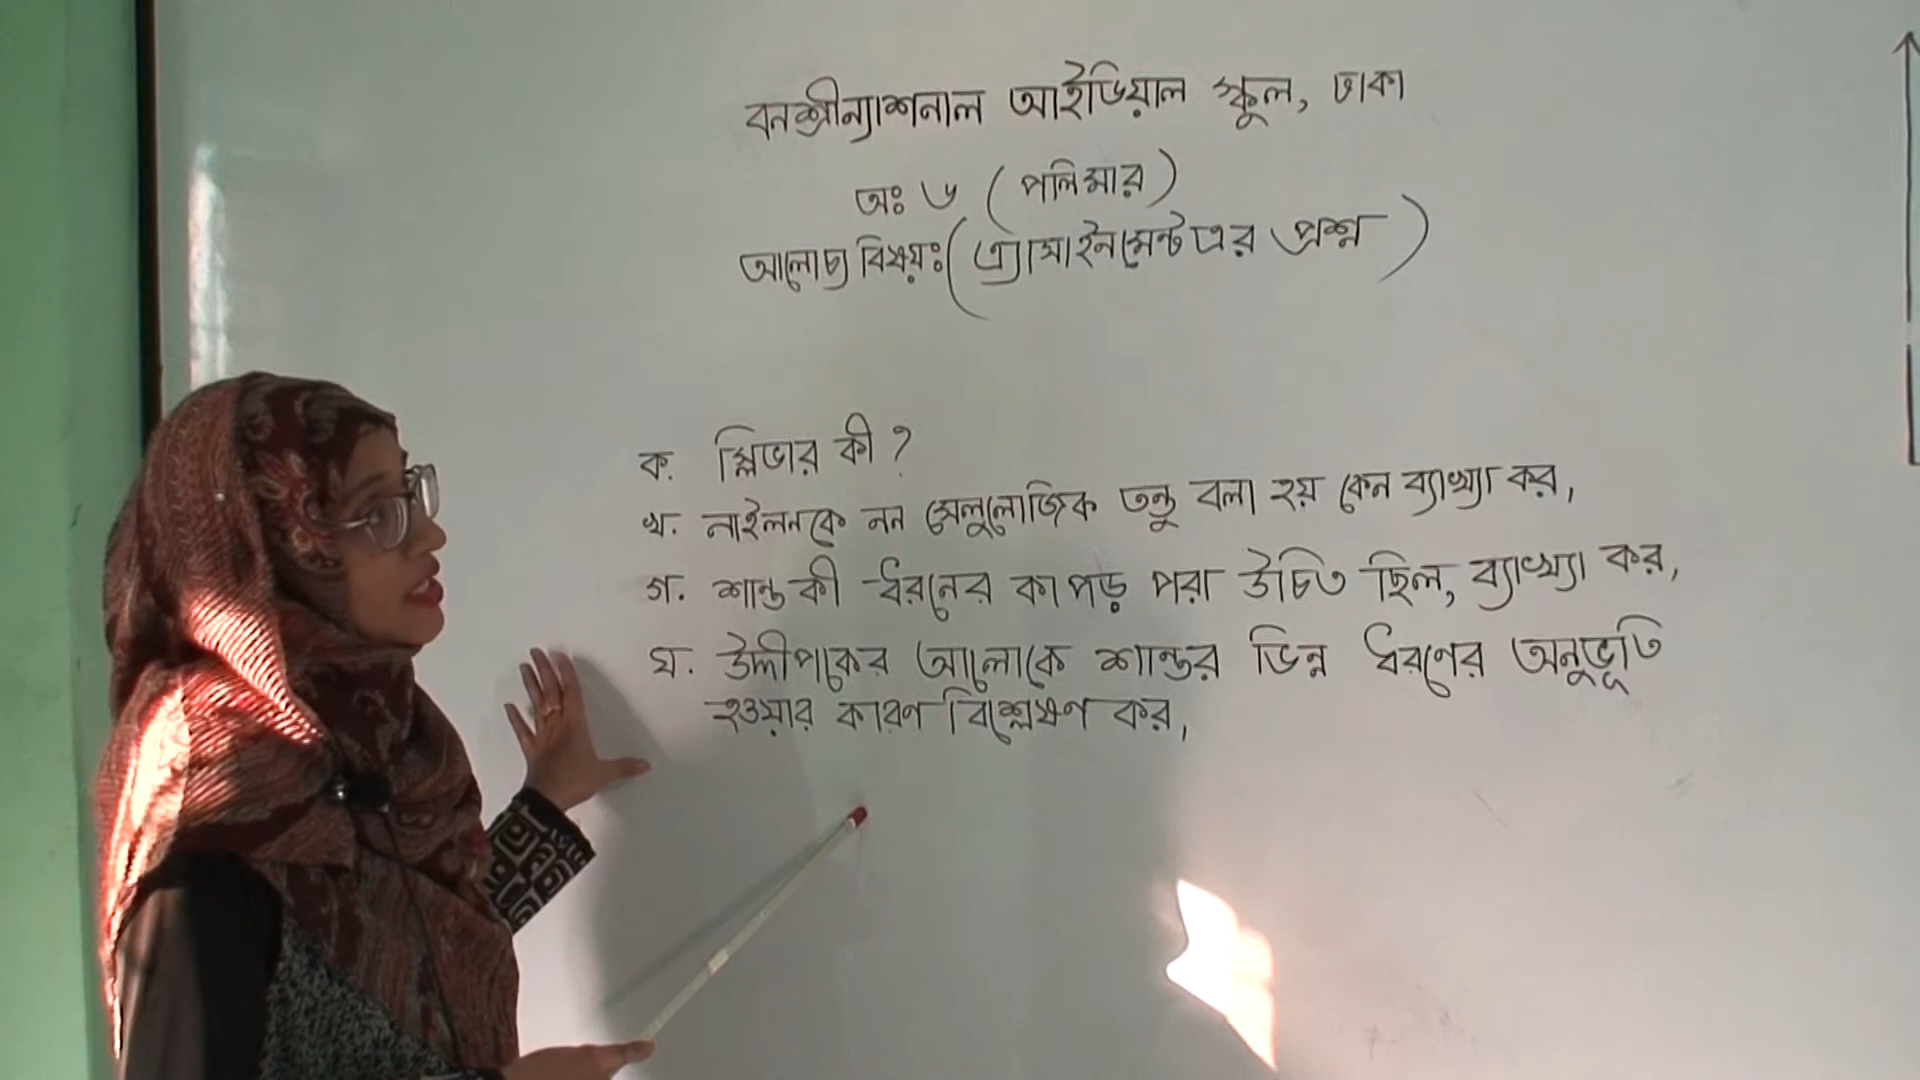 বনশ্রীন্যাশনাল আইডিয়াল স্কুল, ঢাকা
অঃ ৬ (পলিমার)
আলোচ্য বিষয়ঃ (এ্যাসাইনমেন্ট এর প্রশ্ন)
ক. স্লিভার কী?
খ. নাইলনকে নন সেলুলোজিক তন্তু বলা হয় কেন ব্যাখ্যা কর,
গ. শান্ত কী ধরনের কাপড় পরা উচিত ছিল, ব্যাখ্যা কর,
ঘ. উদ্দীপকের আলোকে শান্তর ভিন্ন ধরণের অনুভূতি
হওয়ার কারণ বিশ্লেষণ কর,